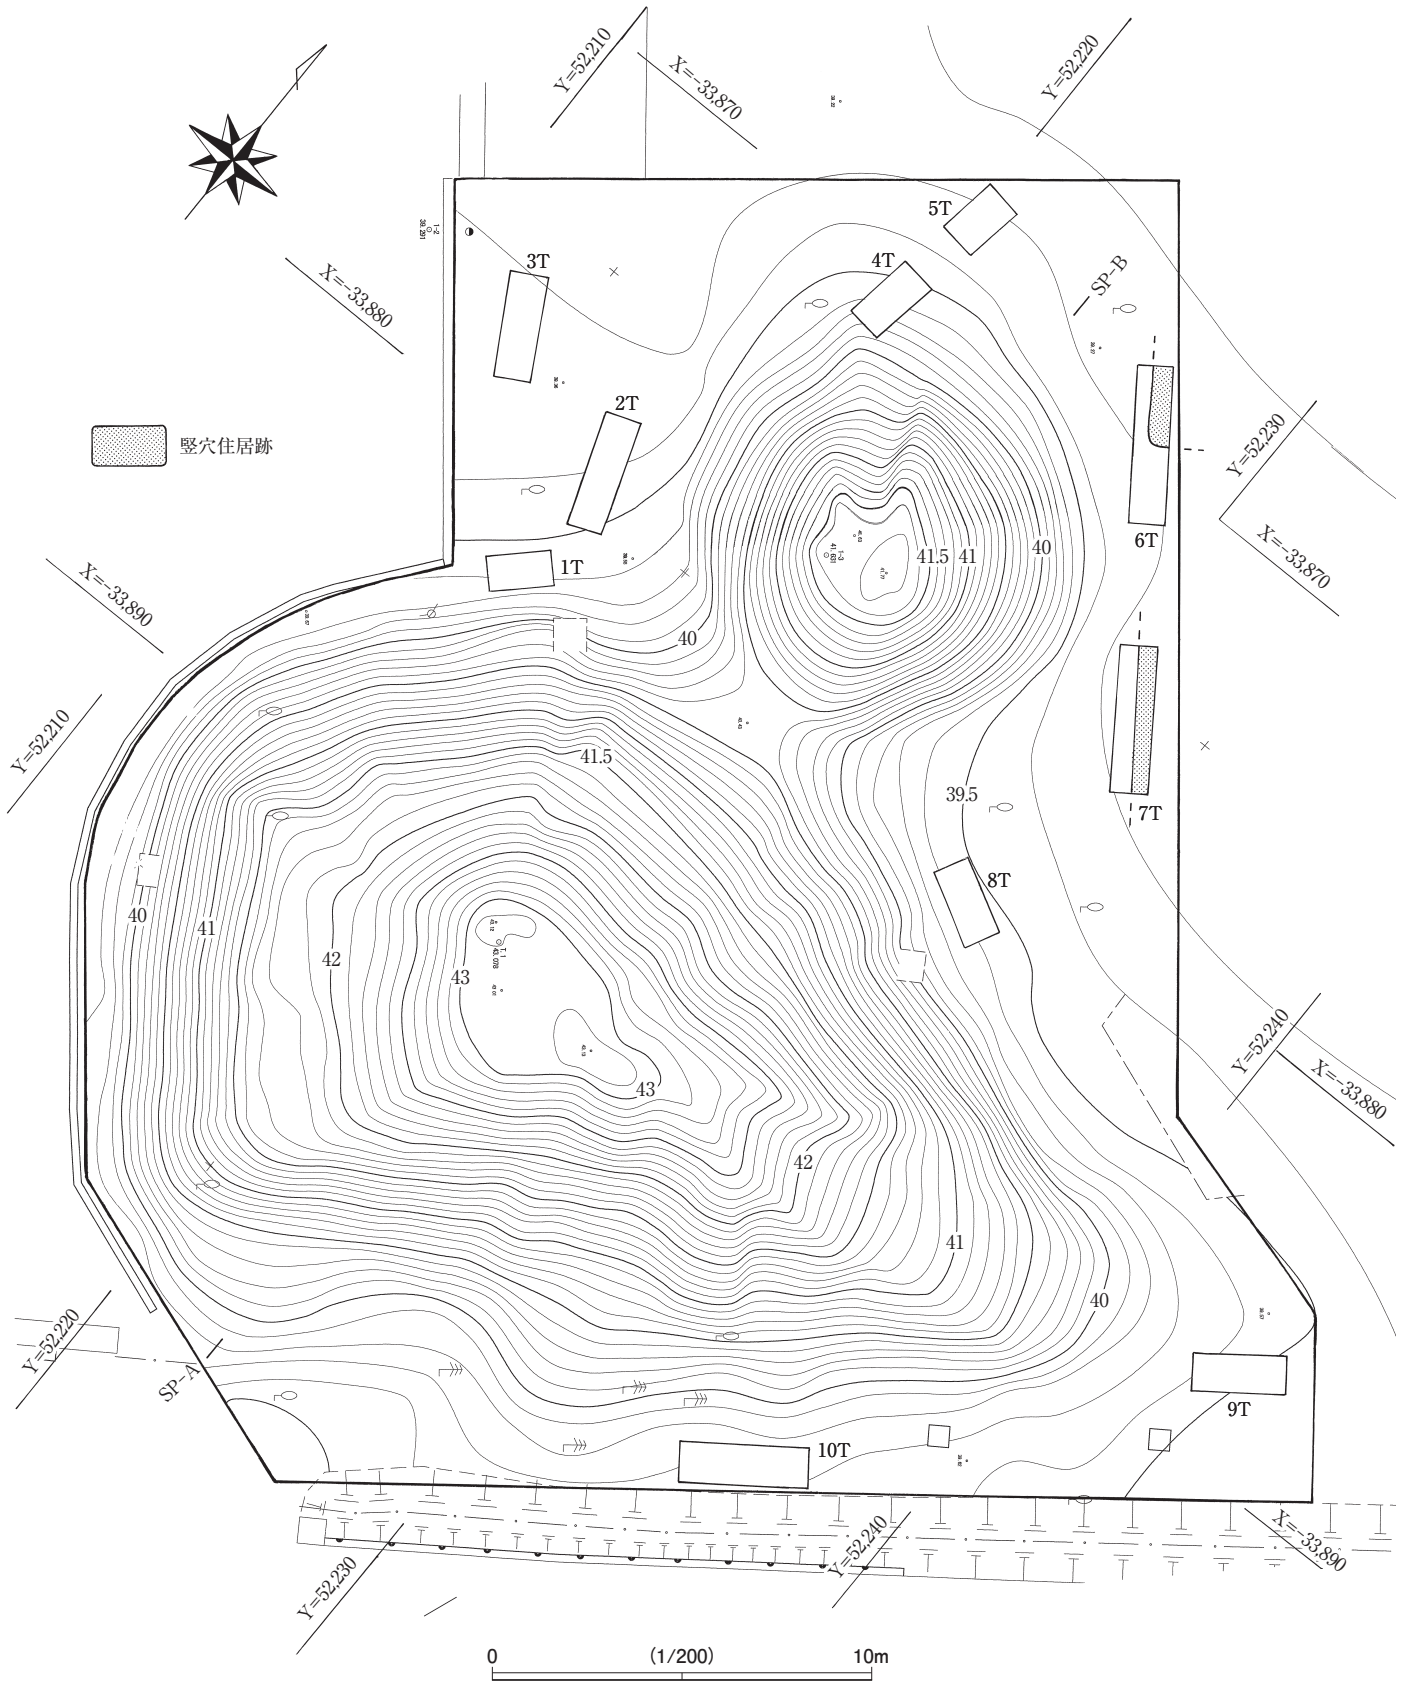 Y=52,210
X=-33,870
Y=52,220
5T
SP-B
3T
4T
X=-33,880
2T
竪穴住居跡
Y=52,230
41.5
41
40
6T
X=-33,870
1T
X=-33,890
40
Y=52,210
41.5
39.5
7T
8T
40
41
42
43
Y=52,240
43
X=-33,880
42
41
40
Y=52,220
SP-A
9T
10T
Y=52,230
Y=52,240
X=-33,890
0
(1/200)
10m